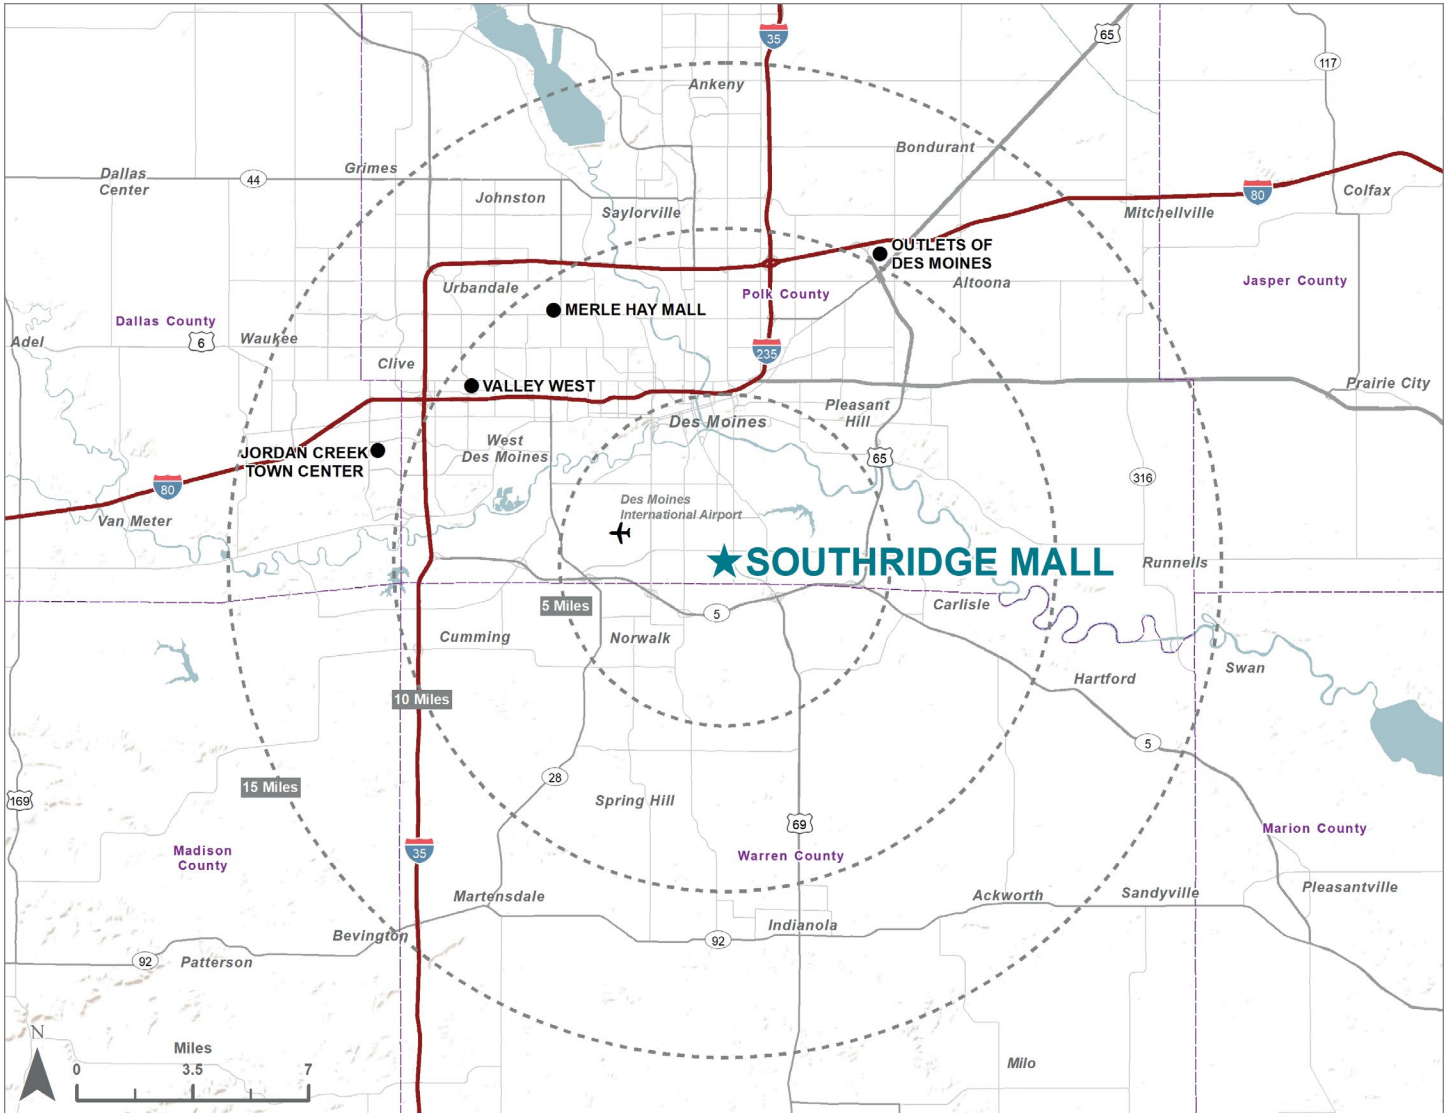 35
65
117
Ankeny
Bondurant
Dallas
Center
44
Grimes
Johnston
Saylorville
80
Colfax
Mitchellville
OUTLETS OF
DES MOINES
Urbandale
Polk County
Altoona
Jasper County
MERLE HAY MALL
Dallas County
Adel
6
Waukee
Clive
235
VALLEY WEST
Prairie City
Pleasant
Hill
Des Moines
West
Des Moines
JORDAN CREEK
TOWN CENTER
65
316
80
Van Meter
Des Moines
International Airport
SOUTHRIDGE MALL
Runnells
5 Miles
5
Carlisle
Cumming
Norwalk
Swan
Hartford
10 Miles
5
28
15 Miles
169
Spring Hill
69
Marion County
Madison
County
35
Warren County
Martensdale
Ackworth
Sandyville
Pleasantville
Bevington
92
Indianola
92
Patterson
N
Miles
0
3.5
7
Milo